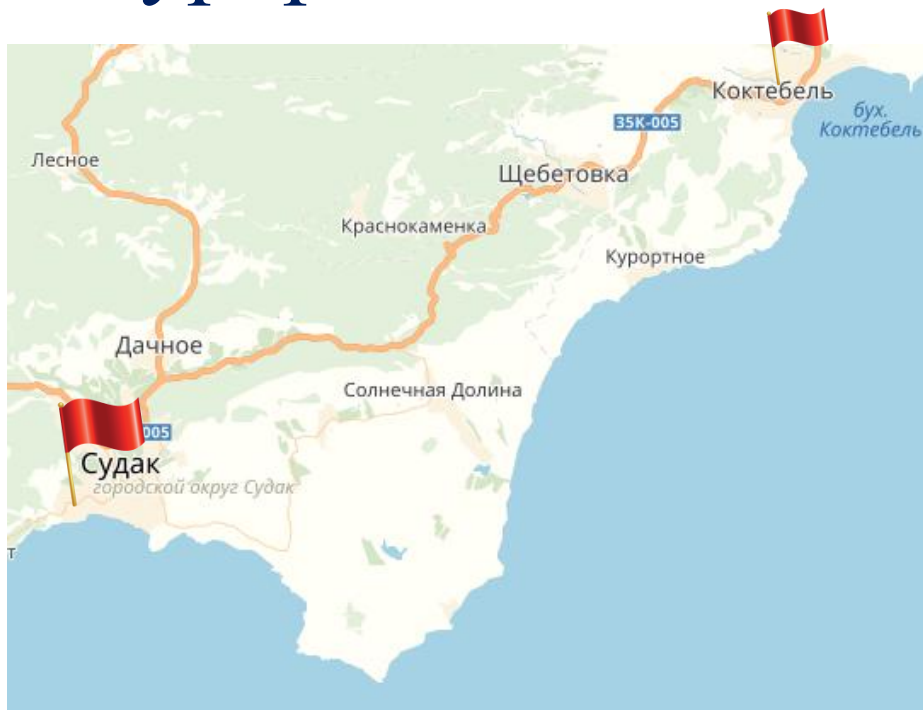 Коктебель
бух.
Коктебель
35К-005
Лесное
Щебетовка
Краснокаменка
Курортное
Дачное
Солнечная Долина
005
Судак
городской округ Судак
т